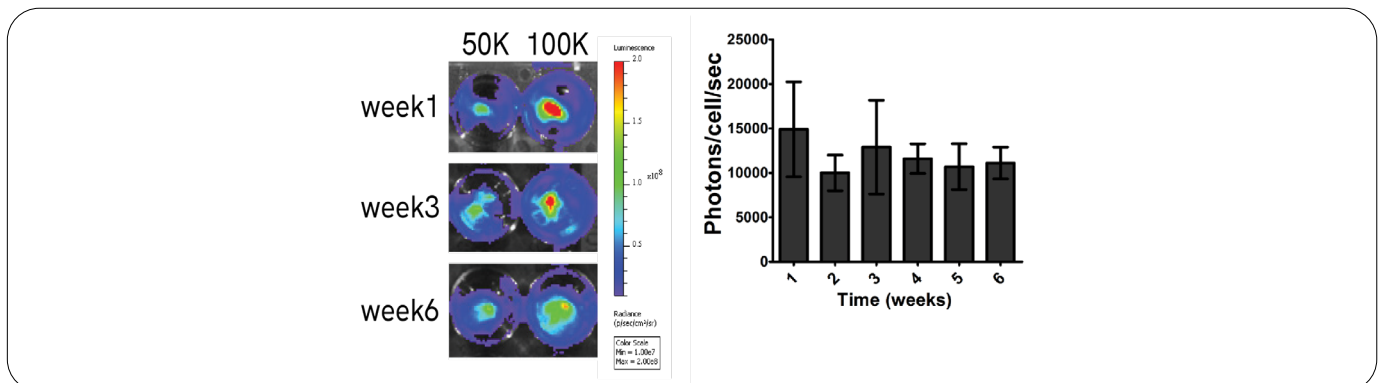 50K 100K
week1
week3
week6
Luminescence
2.0
1.5
1.0
x10⁸
0.5
Radiance
(p/sec/cm²/sr)
Color Scale
Min = 1.00e7
Max = 2.00e8
Photons/cell/sec
25000
20000
15000
10000
5000
0
1 2 3 4 5 6
Time (weeks)